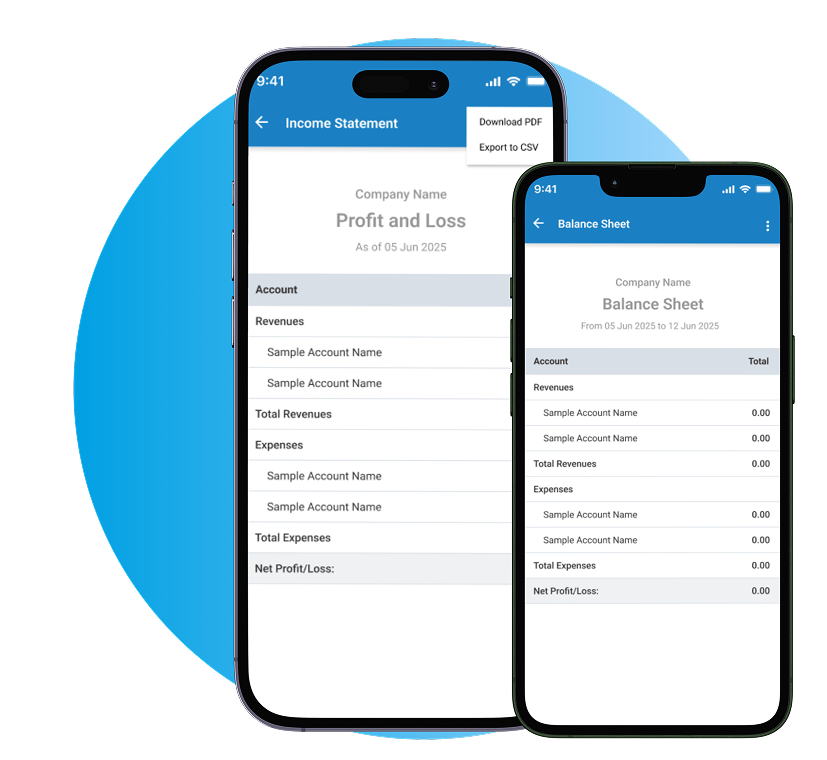 9:41
Income Statement
Download PDF
Export to CSV
Company Name
Profit and Loss
As of 05 Jun 2025
Account
Revenues
Sample Account Name
Sample Account Name
Total Revenues
Expenses
Sample Account Name
Sample Account Name
Total Expenses
Net Profit/Loss:
9:41
Balance Sheet
Company Name
Balance Sheet
From 05 Jun 2025 to 12 Jun 2025
Account Total
Revenues
Sample Account Name 0.00
Sample Account Name 0.00
Total Revenues 0.00
Expenses
Sample Account Name 0.00
Sample Account Name 0.00
Total Expenses 0.00
Net Profit/Loss: 0.00